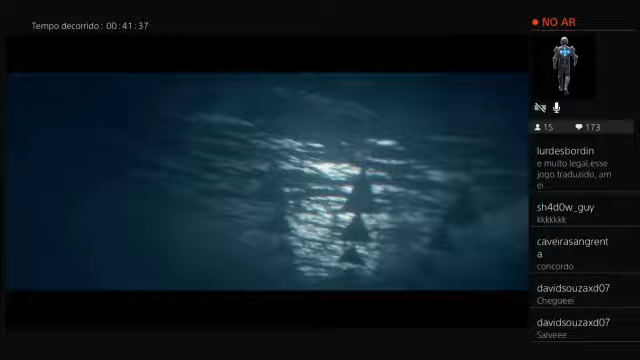 Tempo decorrido : 00:41:37
NO AR
15
173
lurdesbordin
e muito legal,esse
jogo traduzido, am
ei
sh4d0w_guy
kkkkkkk
caveirasangrent
a
concordo
davidsouzaxd07
Chegueei
davidsouzaxd07
Salveee